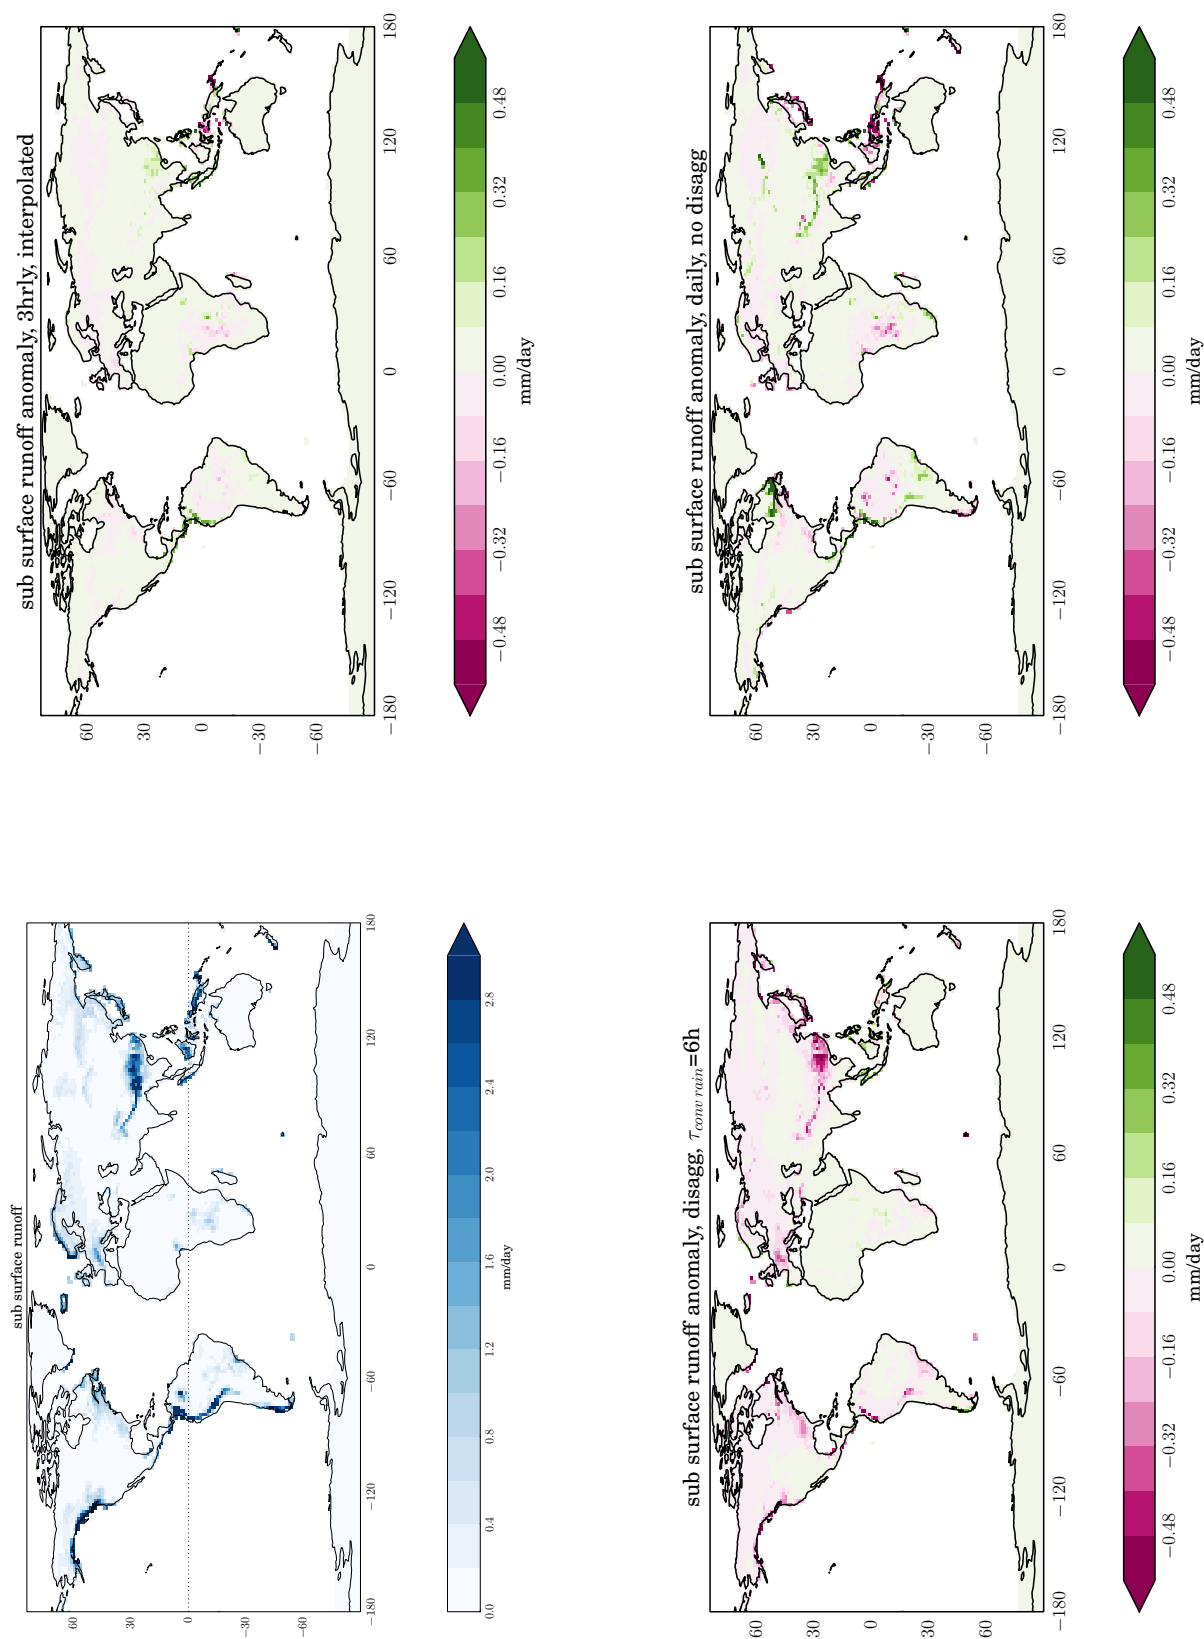 sub surface runoff
60
30
0
−30
−60
−180 −120 −60 0 60 120 180
0.0 0.4 0.8 1.2 1.6 2.0 2.4 2.8
mm/day
sub surface runoff anomaly, 3hrly, interpolated
60
30
0
−30
−60
−180 −120 −60 0 60 120 180
−0.48 −0.32 −0.16 0.00 0.16 0.32 0.48
mm/day
sub surface runoff anomaly, disagg, τconv rain=6h
60
30
0
−30
60
−180 −120 −60 0 60 120 180
−0.48 −0.32 −0.16 0.00 0.16 0.32 0.48
mm/day
sub surface runoff anomaly, daily, no disagg
60
30
0
−30
−60
−180 −120 −60 0 60 120 180
−0.48 −0.32 −0.16 0.00 0.16 0.32 0.48
mm/day